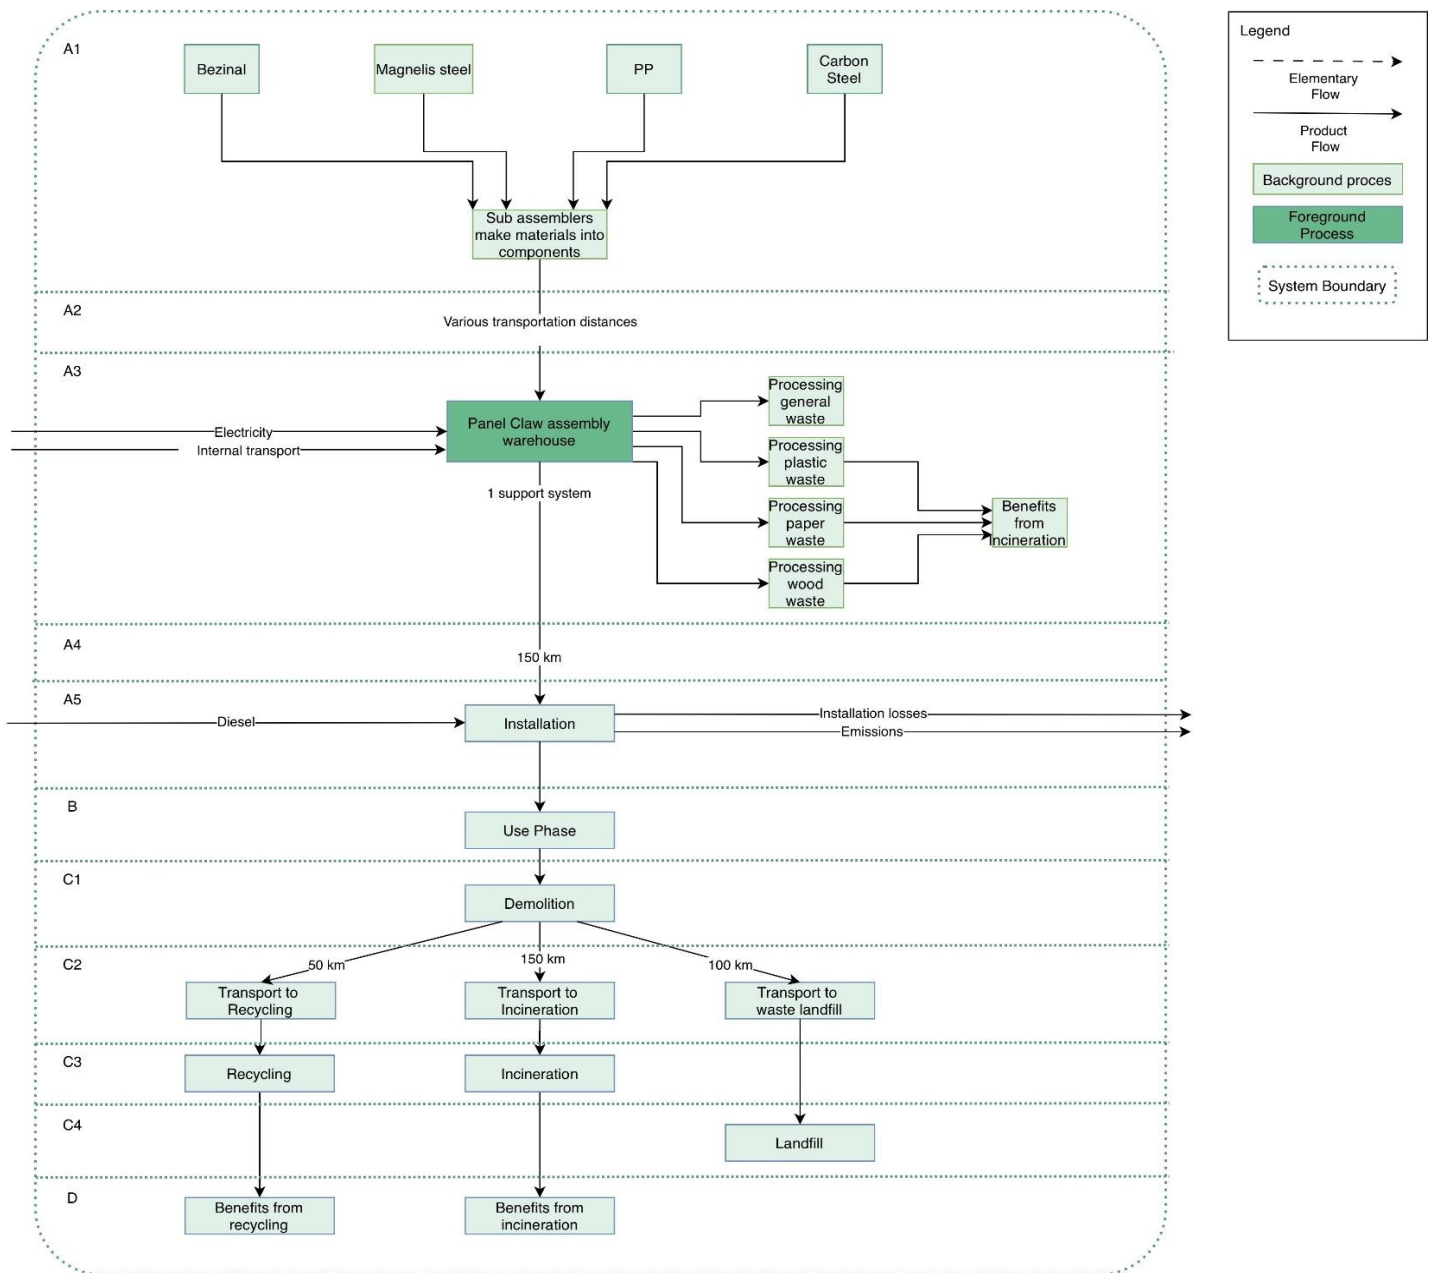 A1
Bezinal
Magnelis steel
PP
Carbon
Steel
Sub assemblers
make materials into
components
A2
Various transportation distances
A3
Electricity
Internal transport
Panel Claw assembly
warehouse
1 support system
Processing
general
waste
Processing
plastic
waste
Processing
paper
waste
Processing
wood
waste
Benefits
from
Incineration
A4
150 km
A5
Diesel
Installation
Installation losses
Emissions
B
Use Phase
C1
Demolition
C2
50 km
150 km
100 km
Transport to
Recycling
Transport to
Incineration
Transport to
waste landfill
C3
Recycling
Incineration
C4
Landfill
D
Benefits from
recycling
Benefits from
incineration
Legend
Elementary
Flow
Product
Flow
Background proces
Foreground
Process
System Boundary